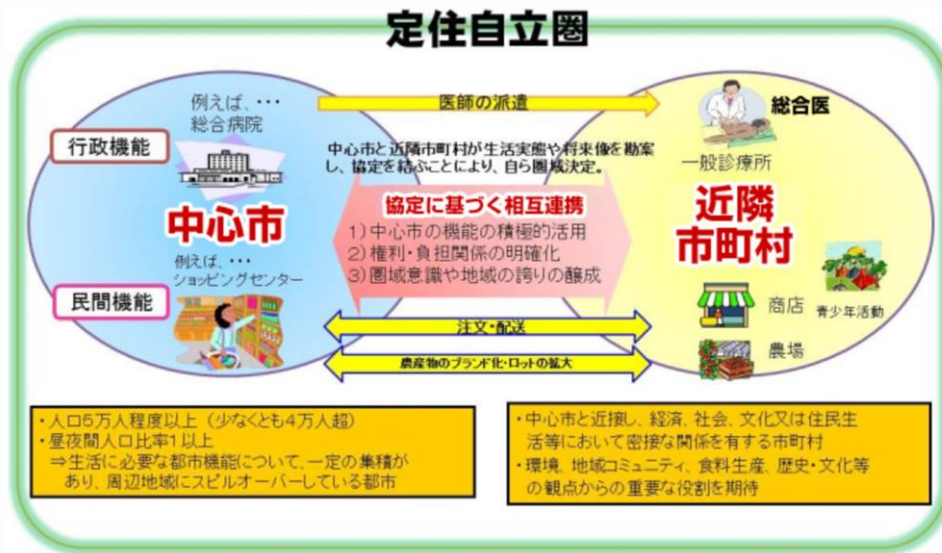 定住自立圏
例えば、・・・
総合病院
行政機能
中心市
例えば、・・・
ショッピングセンター
民間機能
医師の派遣
中心市と近隣市町村が生活実態や将来像を勘案
し、協定を結ぶことにより、自ら圏域決定。
協定に基づく相互連携
1)中心市の機能の積極的活用
2)権利・負担関係の明確化
3)圏域意識や地域の誇りの醸成
注文・配送
農産物のブランド化・ロットの拡大
総合医
一般診療所
近隣
市町村
商店
青少年活動
農場
・人口5万人程度以上（少なくとも4万人超）
・昼夜間人口比率1以上
⇒生活に必要な都市機能について、一定の集積が
あり、周辺地域にスピルオーバーしている都市
・中心市と近接し、経済、社会、文化又は住民生
活等において密接な関係を有する市町村
・環境、地域コミュニティ、食料生産、歴史・文化等
の観点からの重要な役割を期待